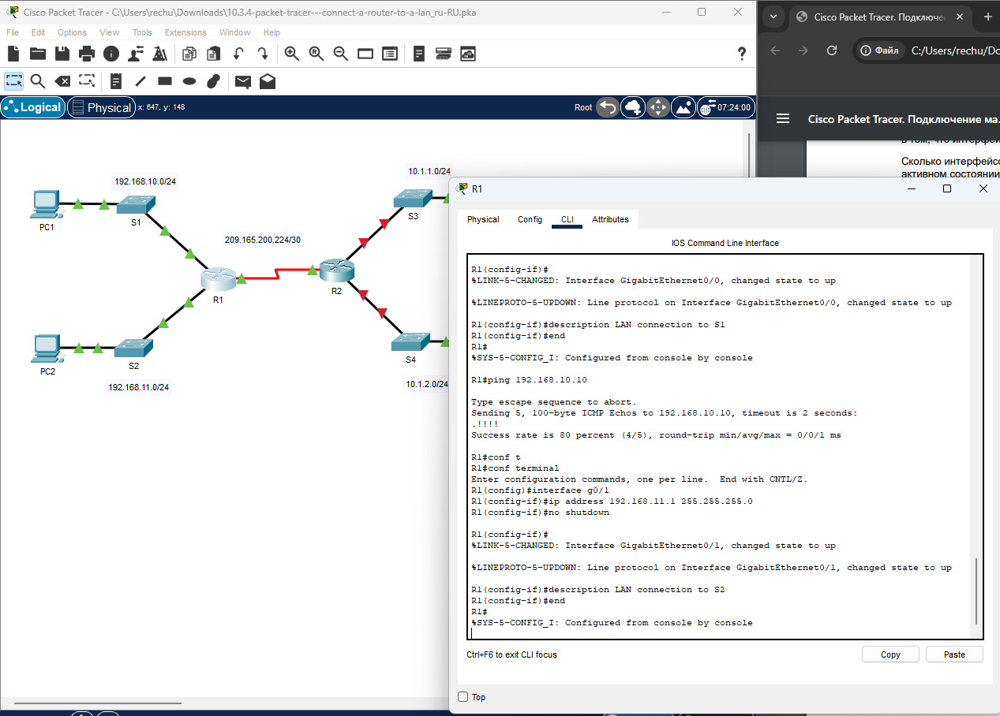 Cisco Packet Tracer - C:\Users\rechu\Downloads\10.3.4-packet-tracer---connect-a-router-to-a-lan_ru-RU.pka
File Edit Options View Tools Extensions Window Help
Logical Physical x: 647, y: 148
Root 07:24:00
192.168.10.0/24
PC1
S1
209.165.200.224/30
R1
R2
10.1.1.0/24
S3
PC2
S2
192.168.11.0/24
S4
10.1.2.0/24
Cisco Packet Tracer. Подключе
Файл C:/Users/rechu/Do
Cisco Packet Tracer. Подключение ма...
Сколько интерфейсо
активном состоянии
R1
Physical Config CLI Attributes
IOS Command Line Interface
R1(config-if)#
%LINK-5-CHANGED: Interface GigabitEthernet0/0, changed state to up
%LINEPROTO-5-UPDOWN: Line protocol on Interface GigabitEthernet0/0, changed state to up
R1(config-if)#description LAN connection to S1
R1(config-if)#end
R1#
%SYS-5-CONFIG_I: Configured from console by console
R1#ping 192.168.10.10
Type escape sequence to abort.
Sending 5, 100-byte ICMP Echos to 192.168.10.10, timeout is 2 seconds:
.!!!!
Success rate is 80 percent (4/5), round-trip min/avg/max = 0/0/1 ms
R1#conf t
R1#conf terminal
Enter configuration commands, one per line.  End with CNTL/Z.
R1(config)#interface g0/1
R1(config-if)#ip address 192.168.11.1 255.255.255.0
R1(config-if)#no shutdown
R1(config-if)#
%LINK-5-CHANGED: Interface GigabitEthernet0/1, changed state to up
%LINEPROTO-5-UPDOWN: Line protocol on Interface GigabitEthernet0/1, changed state to up
R1(config-if)#description LAN connection to S2
R1(config-if)#end
R1#
%SYS-5-CONFIG_I: Configured from console by console
Ctrl+F6 to exit CLI focus
Copy Paste
Top